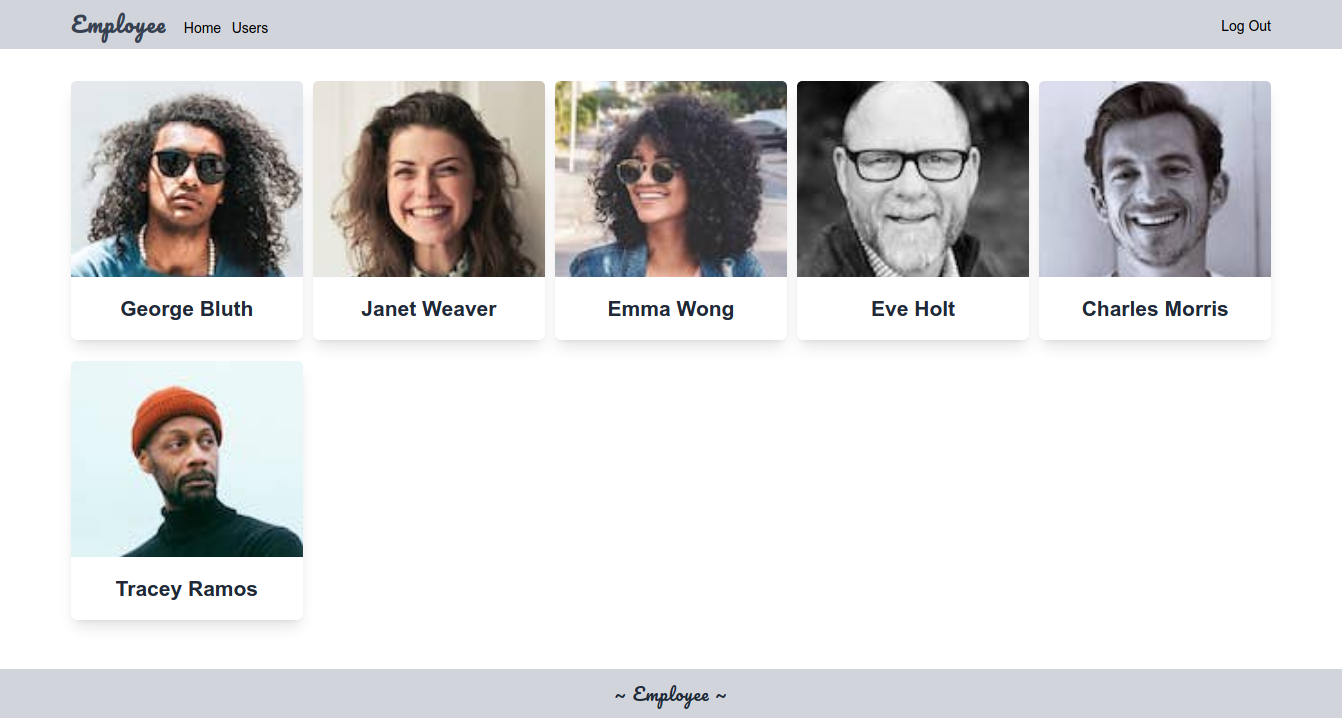 Employee Home Users Log Out
George Bluth Janet Weaver Emma Wong Eve Holt Charles Morris
Tracey Ramos
~ Employee ~